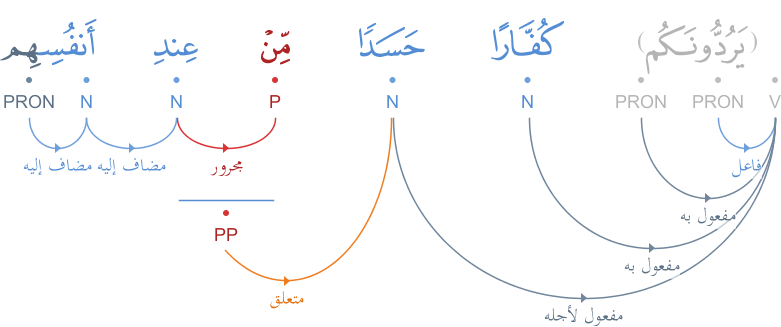 (يَرُدُّونَكُم) كُفَّارًا حَسَدًا مِّنْ عِندِ أَنفُسِهِم
V PRON PRON N N P N N PRON
فاعل مجرور مضاف إليه مضاف إليه
مفعول به
PP
مفعول به
متعلق
مفعول لأجله